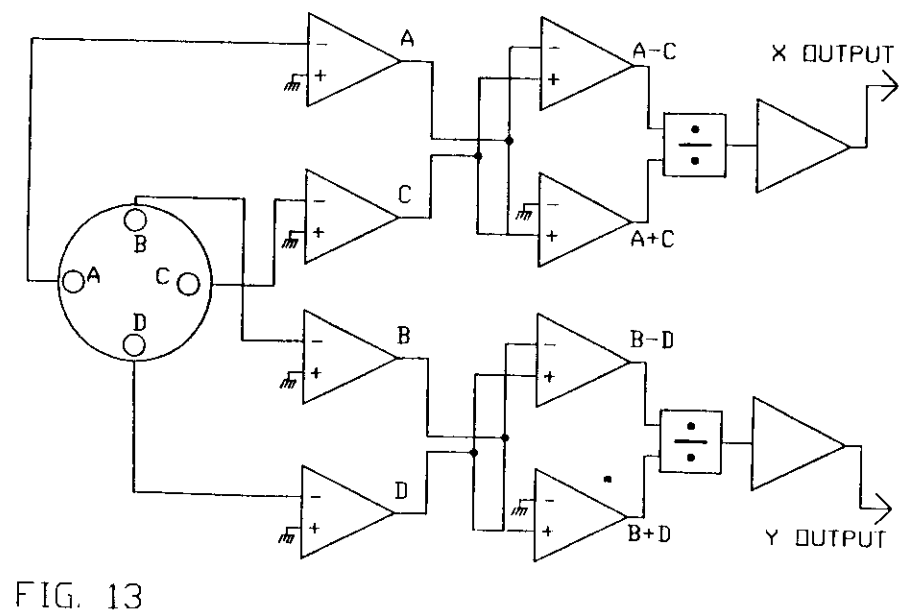 A
A-C
X OUTPUT
-
+
-
+
÷
C
-
+
-
+
A+C
B
A
C
D
B
B-D
-
+
-
+
÷
D
-
+
-
+
B+D
Y OUTPUT
FIG. 13